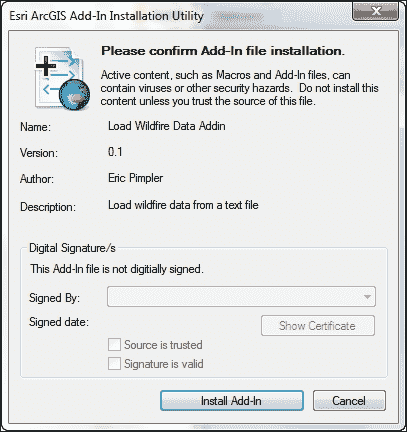 Esri ArcGIS Add-In Installation Utility
Please confirm Add-In file installation.
Active content, such as Macros and Add-In files, can
contain viruses or other security hazards. Do not install this
content unless you trust the source of this file.
Name: Load Wildfire Data Addin
Version: 0.1
Author: Eric Pimpler
Description: Load wildfire data from a text file
Digital Signature/s
This Add-In file is not digitially signed.
Signed By:
Signed date:
Show Certificate
Source is trusted
Signature is valid
Install Add-In
Cancel